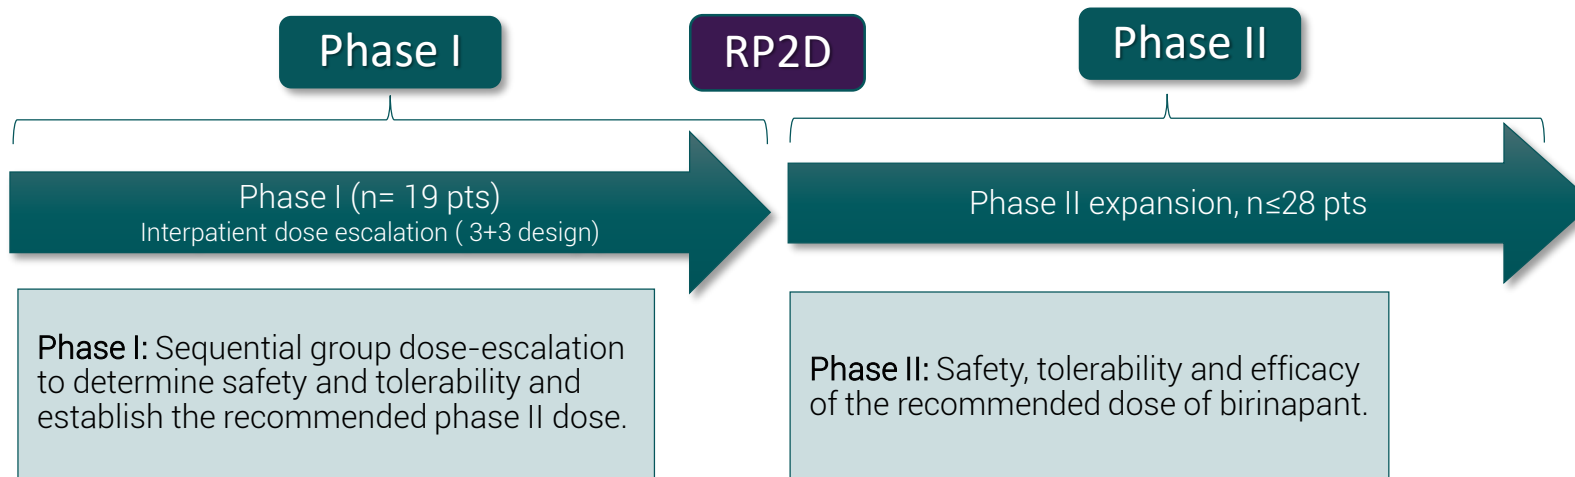 Phase I
RP2D
Phase II
Phase I (n= 19 pts)
Interpatient dose escalation ( 3+3 design)
Phase II expansion, n≤28 pts
Phase I: Sequential group dose-escalation
to determine safety and tolerability and
establish the recommended phase II dose.
Phase II: Safety, tolerability and efficacy
of the recommended dose of birinapant.